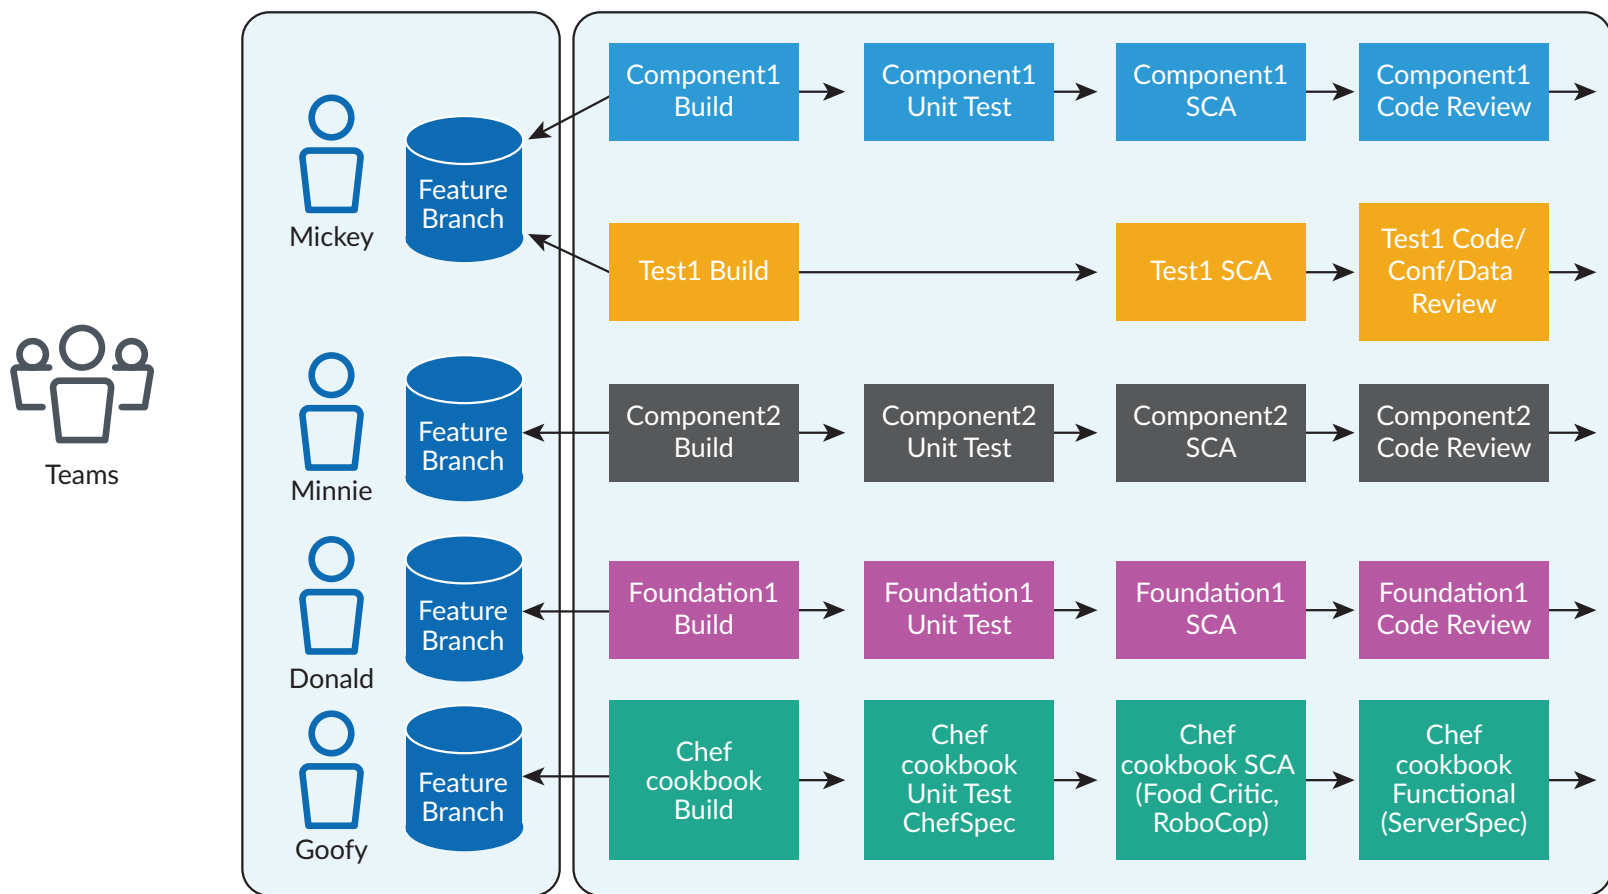 Teams
Mickey
Feature
Branch
Component1
Build
Component1
Unit Test
Component1
SCA
Component1
Code Review
Test1 Build
Test1 SCA
Test1 Code/
Conf/Data
Review
Minnie
Feature
Branch
Component2
Build
Component2
Unit Test
Component2
SCA
Component2
Code Review
Donald
Feature
Branch
Foundation1
Build
Foundation1
Unit Test
Foundation1
SCA
Foundation1
Code Review
Goofy
Feature
Branch
Chef
cookbook
Build
Chef
cookbook
Unit Test
ChefSpec
Chef
cookbook SCA
(Food Critic,
RoboCop)
Chef
cookbook
Functional
(ServerSpec)